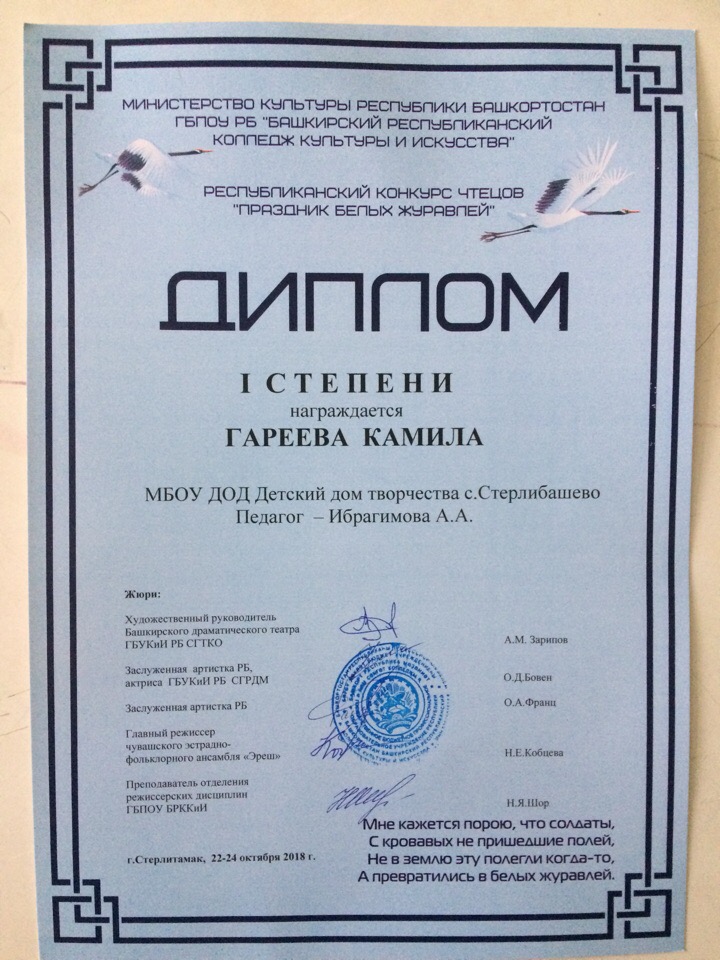 МИНИСТЕРСТВО КУЛЬТУРЫ РЕСПУБЛИКИ БАШКОРТОСТАН
ГБПОУ РБ "БАШКИРСКИЙ РЕСПУБЛИКАНСКИЙ
КОЛЛЕДЖ КУЛЬТУРЫ И ИСКУССТВА"
РЕСПУБЛИКАНСКИЙ КОНКУРС ЧТЕЦОВ
"ПРАЗДНИК БЕЛЫХ ЖУРАВЛЕЙ"
ДИПЛОМ
I СТЕПЕНИ
награждается
ГАРЕЕВА КАМИЛА
МБОУ ДОД Детский дом творчества с.Стерлибашево
Педагог – Ибрагимова А.А.
Жюри:
Художественный руководитель
Башкирского драматического театра
ГБУКиИ РБ СГТКО
А.М. Зарипов
Заслуженная артистка РБ,
актриса ГБУКиИ РБ СГРДМ
О.Д.Бовен
Заслуженная артистка РБ
О.А.Франц
Главный режиссер
чувашского эстрадно-
фольклорного ансамбля «Эреш»
Н.Е.Кобцева
Преподаватель отделения
режиссерских дисциплин
ГБПОУ БРККиИ
Н.Я.Шор
Мне кажется порою, что солдаты,
С кровавых не пришедшие полей,
Не в землю эту полегли когда-то,
А превратились в белых журавлей.
г.Стерлитамак, 22-24 октября 2018 г.